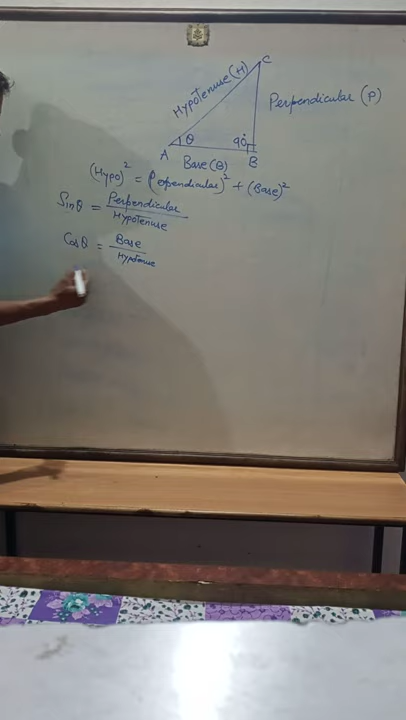 C
Hypotenuse (H)
Perpendicular (P)
θ
90°
A
B
Base (B)
(Hypo)² = (Perpendicular)² + (Base)²
Sinθ = Perpendicular / Hypotenuse
Cosθ = Base / Hypotenuse